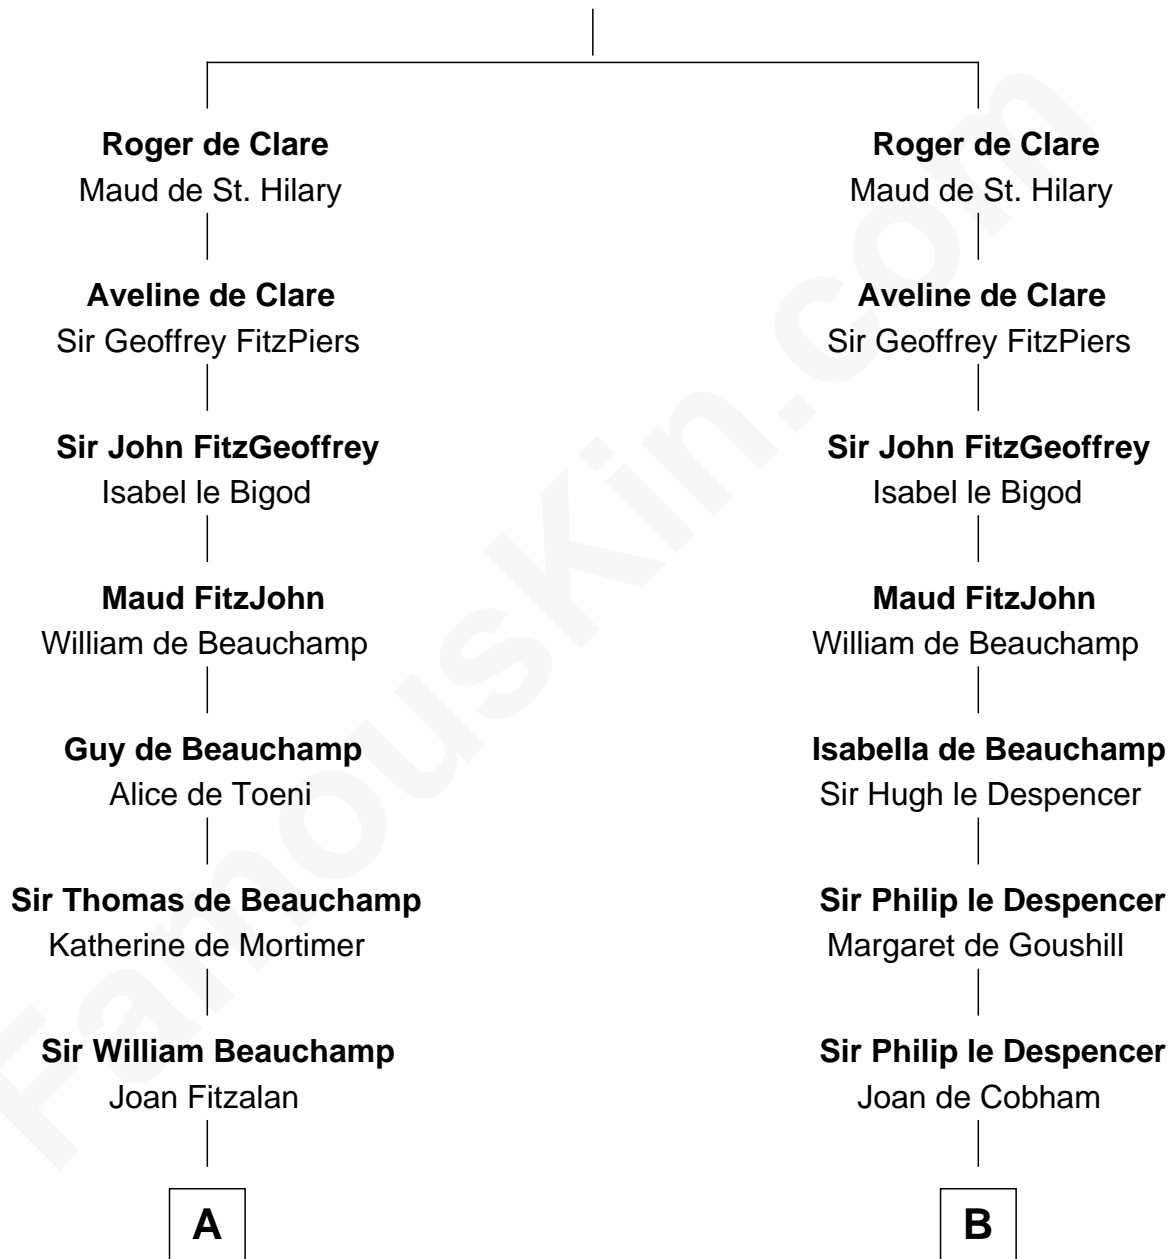 Roger de Clare
Maud de St. Hilary
Aveline de Clare
Sir Geoffrey FitzPiers
Sir John FitzGeoffrey
Isabel le Bigod
Maud FitzJohn
William de Beauchamp
Guy de Beauchamp
Alice de Toeni
Sir Thomas de Beauchamp
Katherine de Mortimer
Sir William Beauchamp
Joan Fitzalan
A
Roger de Clare
Maud de St. Hilary
Aveline de Clare
Sir Geoffrey FitzPiers
Sir John FitzGeoffrey
Isabel le Bigod
Maud FitzJohn
William de Beauchamp
Isabella de Beauchamp
Sir Hugh le Despencer
Sir Philip le Despencer
Margaret de Goushill
Sir Philip le Despencer
Joan de Cobham
B
FamousKin.com